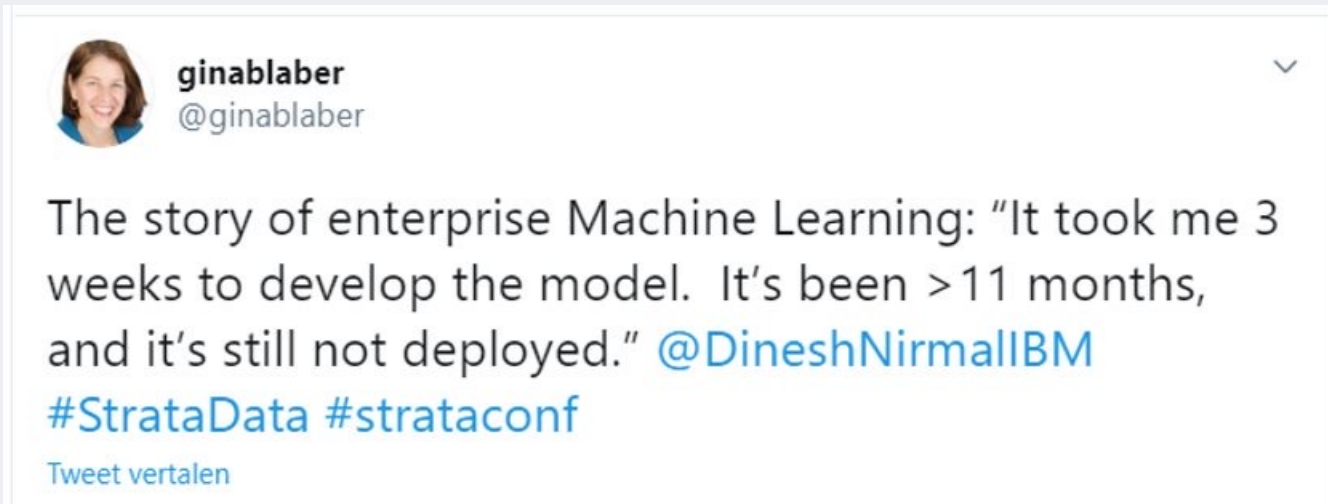 ginablaber
@ginablaber
The story of enterprise Machine Learning: “It took me 3
weeks to develop the model.  It’s been >11 months,
and it’s still not deployed.” @DineshNirmalIBM
#StrataData #strataconf
Tweet vertalen